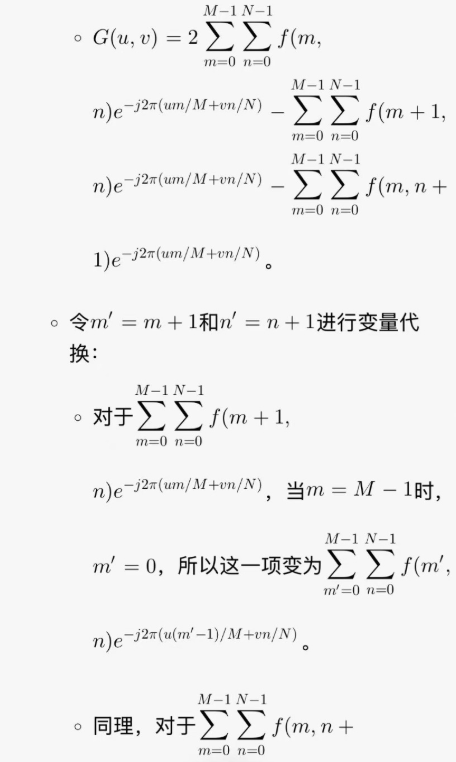 ◦ G(u, v) = 2 \sum_{m=0}^{M-1} \sum_{n=0}^{N-1} f(m,
n)e^{-j2\pi(um/M+vn/N)} - \sum_{m=0}^{M-1} \sum_{n=0}^{N-1} f(m + 1,
n)e^{-j2\pi(um/M+vn/N)} - \sum_{m=0}^{M-1} \sum_{n=0}^{N-1} f(m, n +
1)e^{-j2\pi(um/M+vn/N)}。
◦ 令m' = m + 1和n' = n + 1进行变量代
换：
◦ 对于\sum_{m=0}^{M-1} \sum_{n=0}^{N-1} f(m + 1,
n)e^{-j2\pi(um/M+vn/N)}，当m = M - 1时，
m' = 0，所以这一项变为\sum_{m'=0}^{M-1} \sum_{n=0}^{N-1} f(m',
n)e^{-j2\pi(u(m'-1)/M+vn/N)}。
◦ 同理，对于\sum_{m=0}^{M-1} \sum_{n=0}^{N-1} f(m, n +